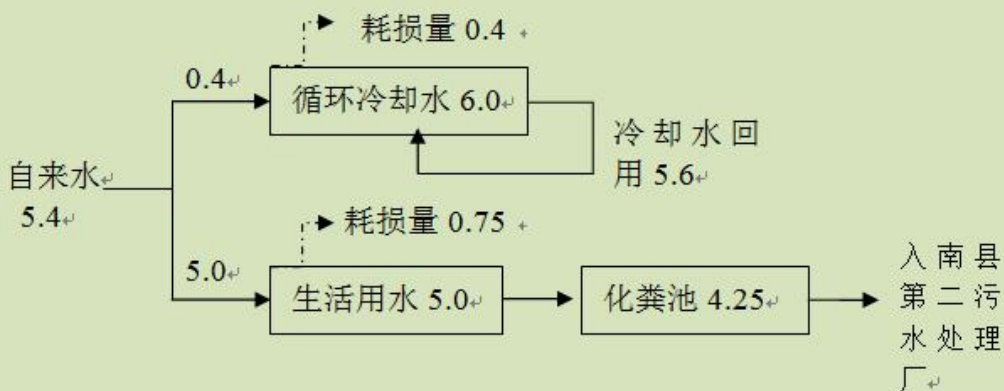 耗损量 0.4
0.4
循环冷却水 6.0
冷却水回
用 5.6
自来水
5.4
耗损量 0.75
5.0
生活用水 5.0
化粪池 4.25
入南县
第二污
水处理
厂